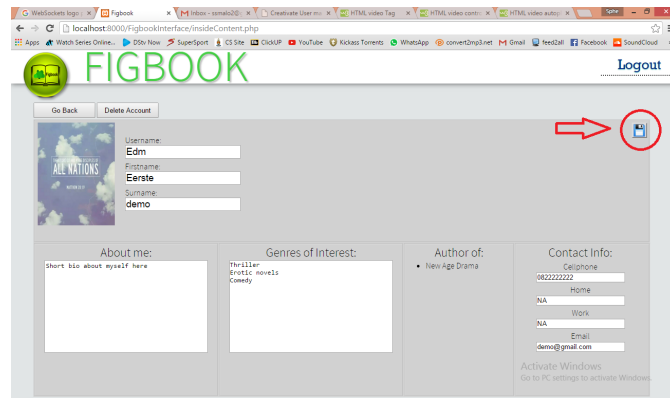 WebSockets logo
Figbook
M Inbox - ssmalo2@
Creativate User ma
HTML video Tag
HTML video contro
HTML video autop
localhost:8000/FigbookInterface/insideContent.php
Apps Watch Series Online... DStv Now SuperSport CS Site ClickUP YouTube Kickass Torrents WhatsApp convert2mp3.net Gmail feed2all Facebook SoundCloud
FIGBOOK
Logout
Go Back Delete Account
ALL NATIONS
Username:
Edm
Firstname:
Eerste
Surname:
demo
About me:
Short bio about myself here
Genres of Interest:
Thriller
Erotic novels
Comedy
Author of:
New Age Drama
Contact Info:
Cellphone
0822222222
Home
NA
Work
NA
Email
demo@gmail.com
Activate Windows
Go to PC settings to activate Windows.